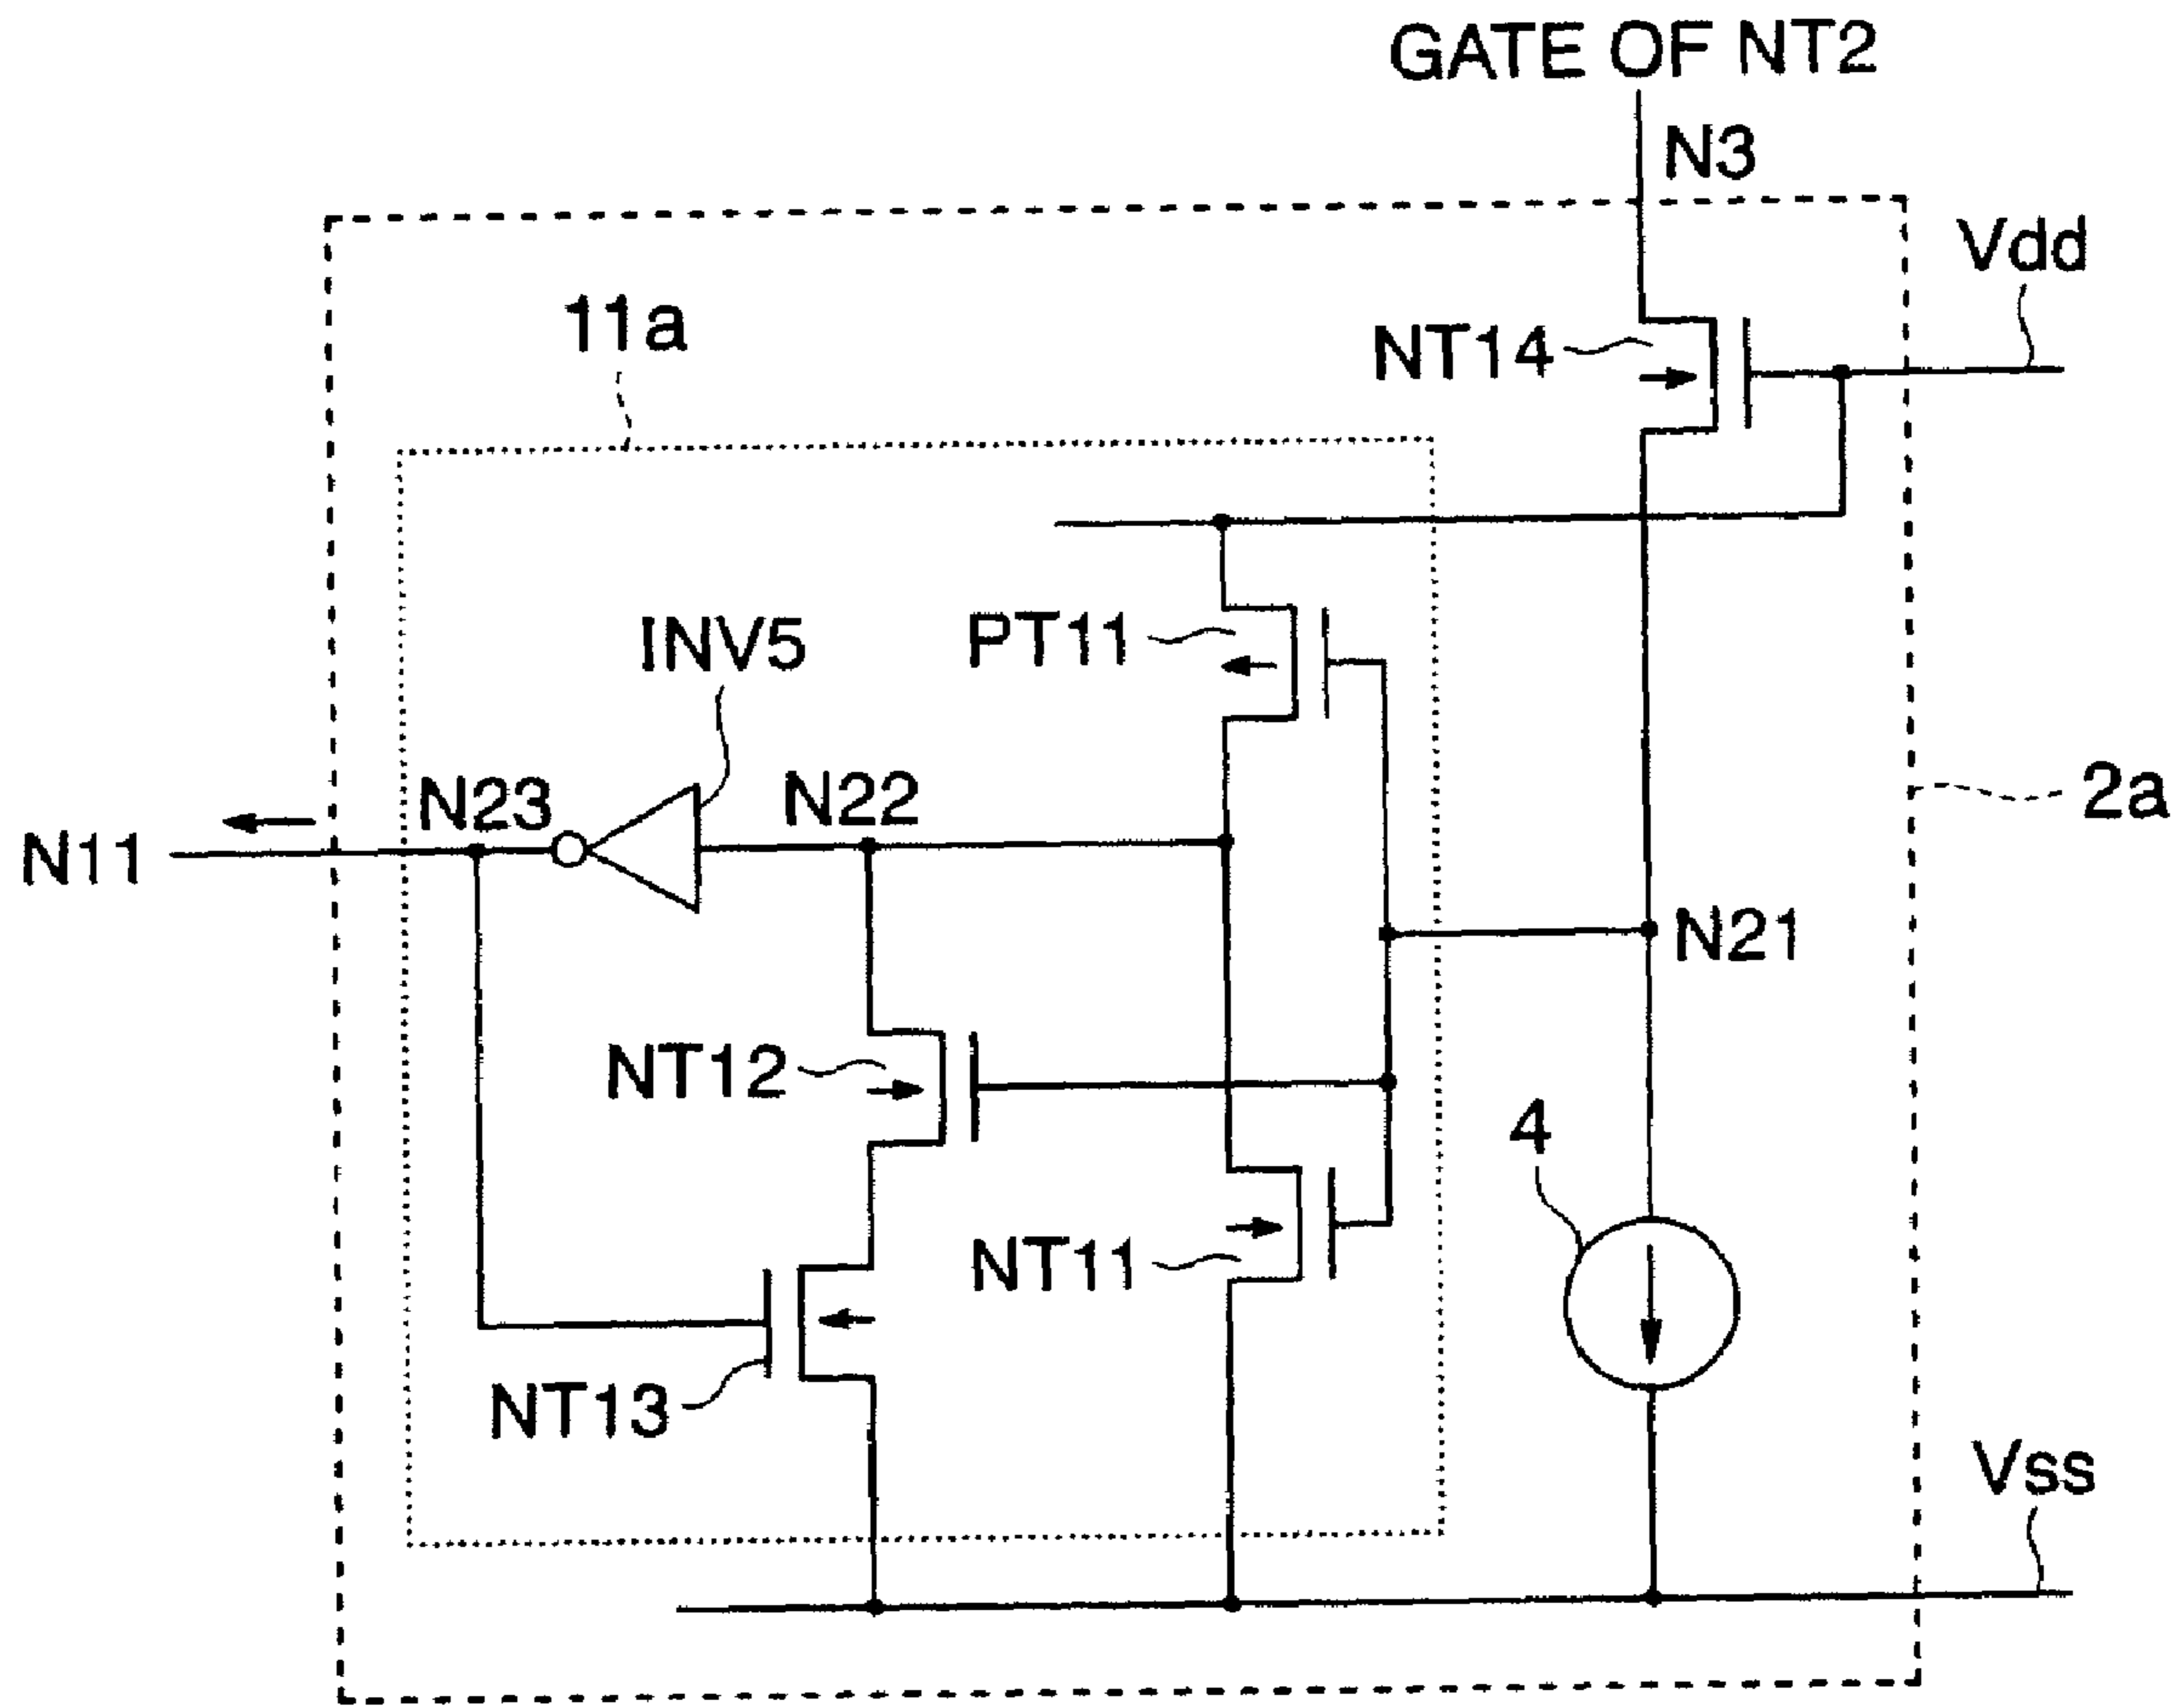 GATE OF NT2
N3
Vdd
11a
NT14
INV5
PT11
N23
N22
2a
N11
N21
NT12
4
NT11
NT13
Vss